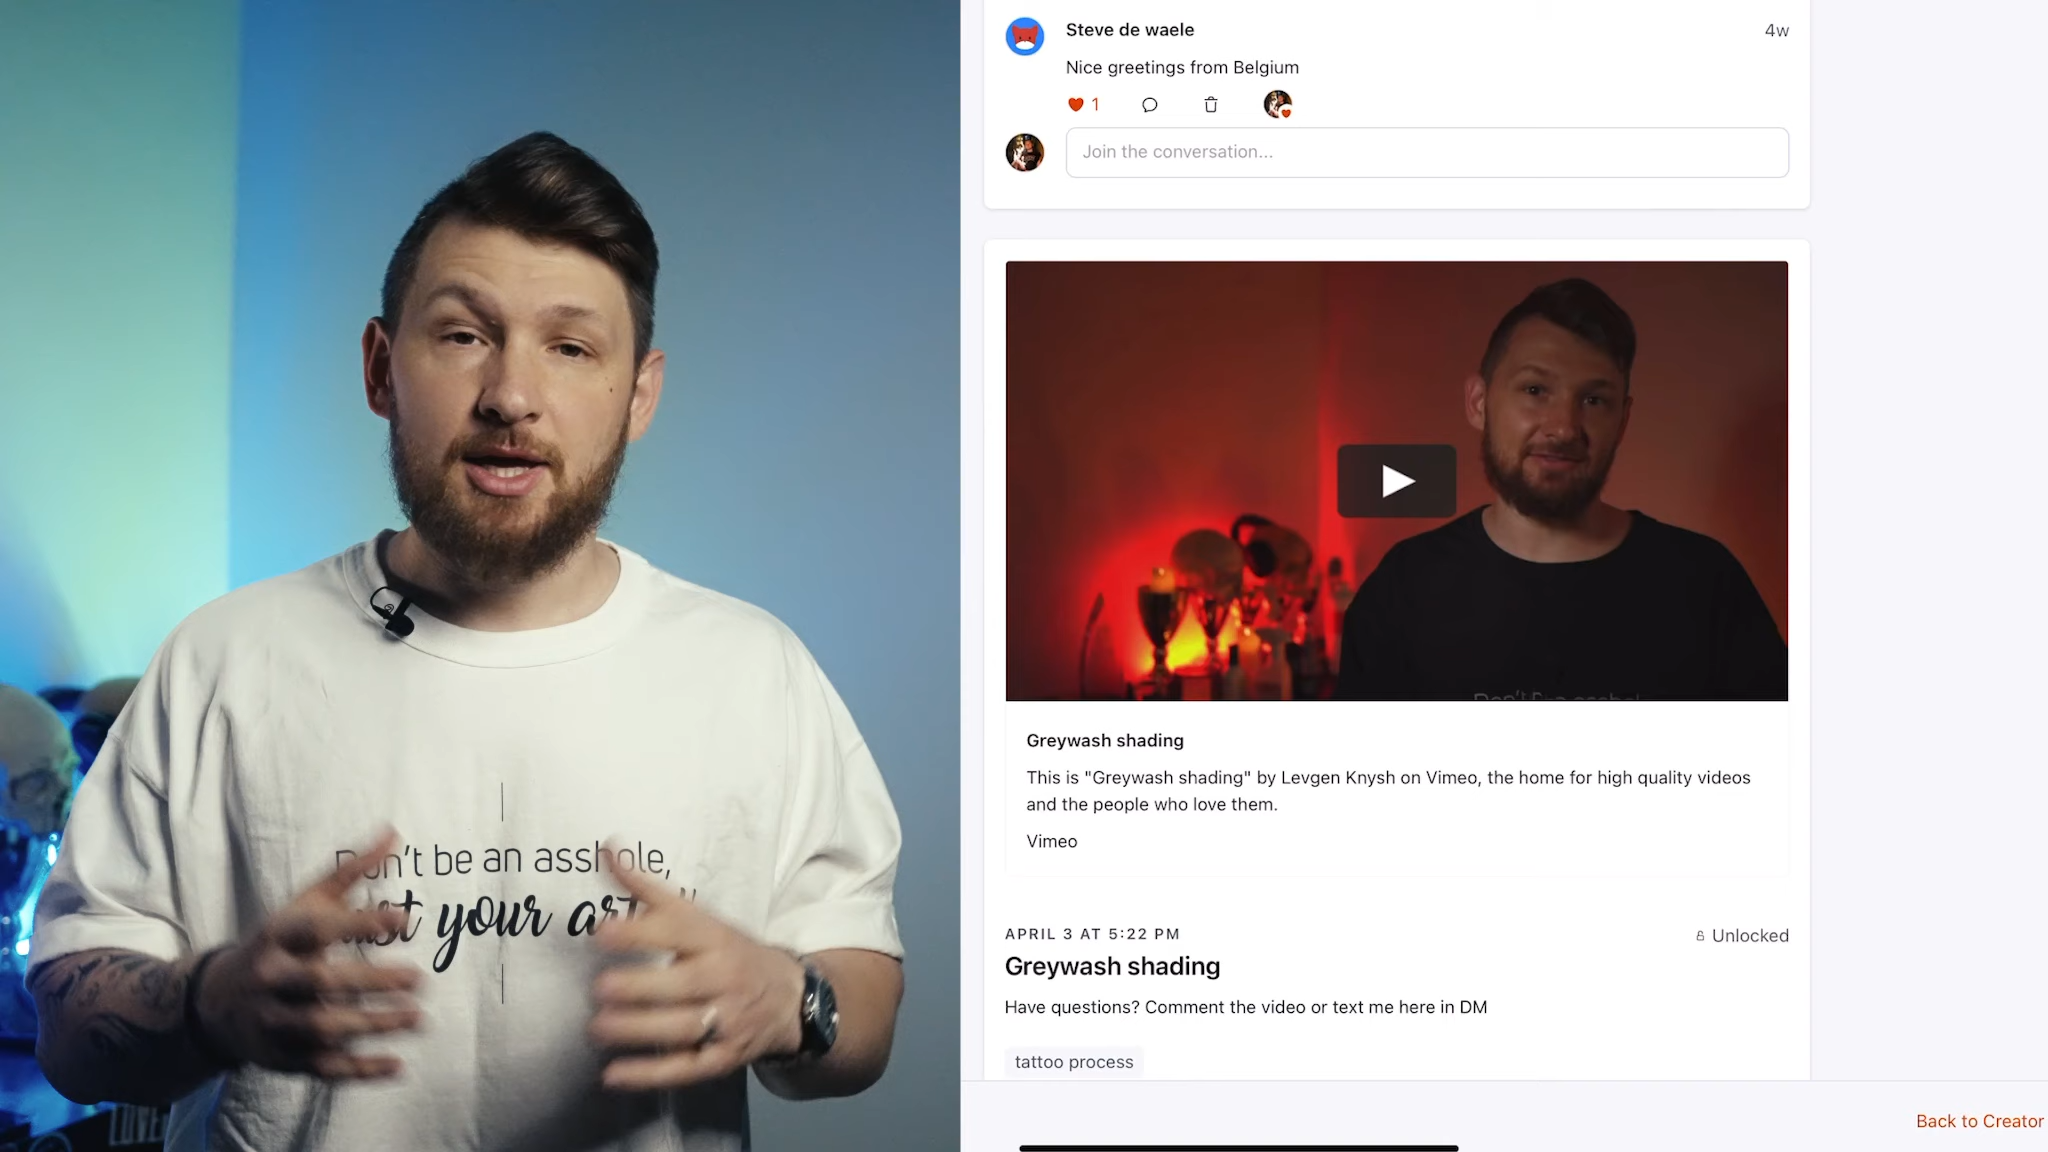 Don't be an asshole,
your
LOVE
Steve de waele
4w
Nice greetings from Belgium
1
Join the conversation...
Greywash shading
This is "Greywash shading" by Levgen Knysh on Vimeo, the home for high quality videos
and the people who love them.
Vimeo
APRIL 3 AT 5:22 PM
Unlocked
Greywash shading
Have questions? Comment the video or text me here in DM
tattoo process
Back to Creator